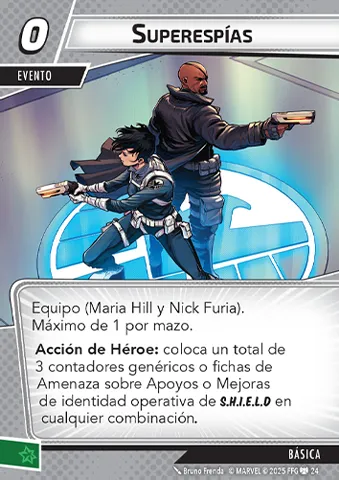 0
SUPERESPÍAS
EVENTO
Equipo (Maria Hill y Nick Furia).
Máximo de 1 por mazo.
Acción de Héroe: coloca un total de
3 contadores genéricos o fichas de
Amenaza sobre Apoyos o Mejoras
de identidad operativa de S.H.I.E.L.D en
cualquier combinación.
BÁSICA
Bruno Frenda © MARVEL © 2025 FFG 24